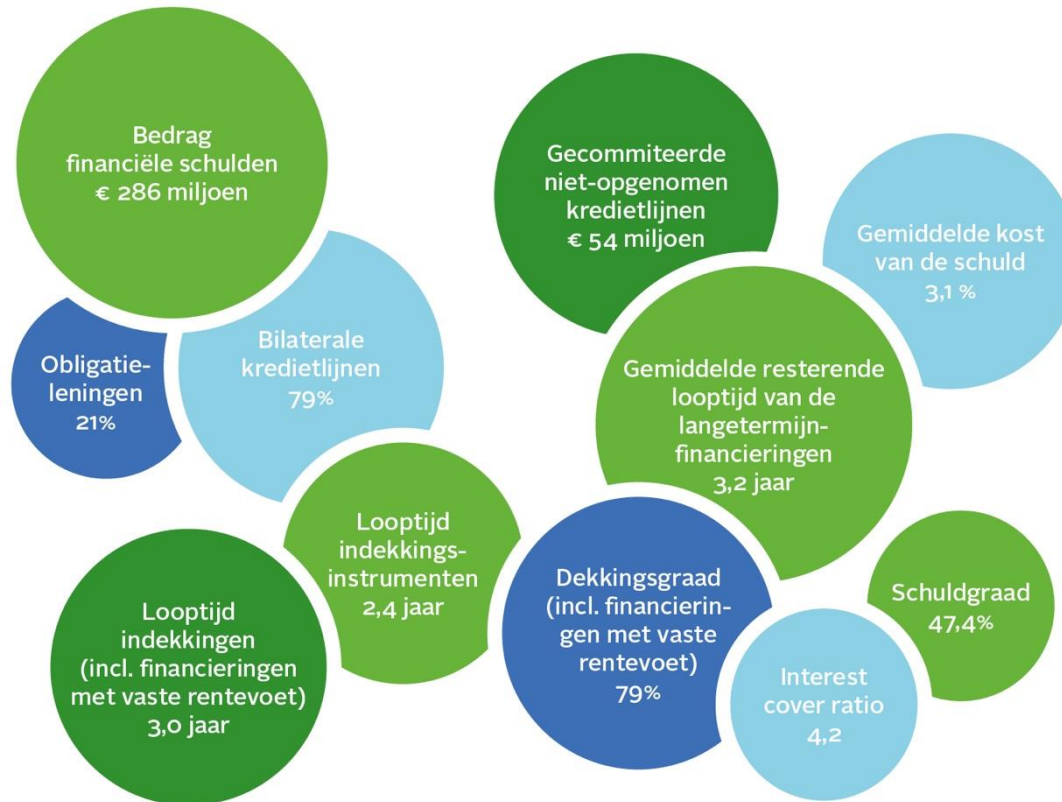 Bedrag
financiële schulden
€ 286 miljoen
Obligatie-
leningen
21%
Bilaterale
kredietlijnen
79%
Looptijd
indekkings-
instrumenten
2,4 jaar
Looptijd
indekkingen
(incl. financieringen
met vaste rentevoet)
3,0 jaar
Gecommiteerde
niet-opgenomen
kredietlijnen
€ 54 miljoen
Gemiddelde kost
van de schuld
3,1 %
Gemiddelde resterende
looptijd van de
langetermijn-
financieringen
3,2 jaar
Dekkingsgraad
(incl. financierin-
gen met vaste
rentevoet)
79%
Schuldgraad
47,4%
Interest
cover ratio
4,2